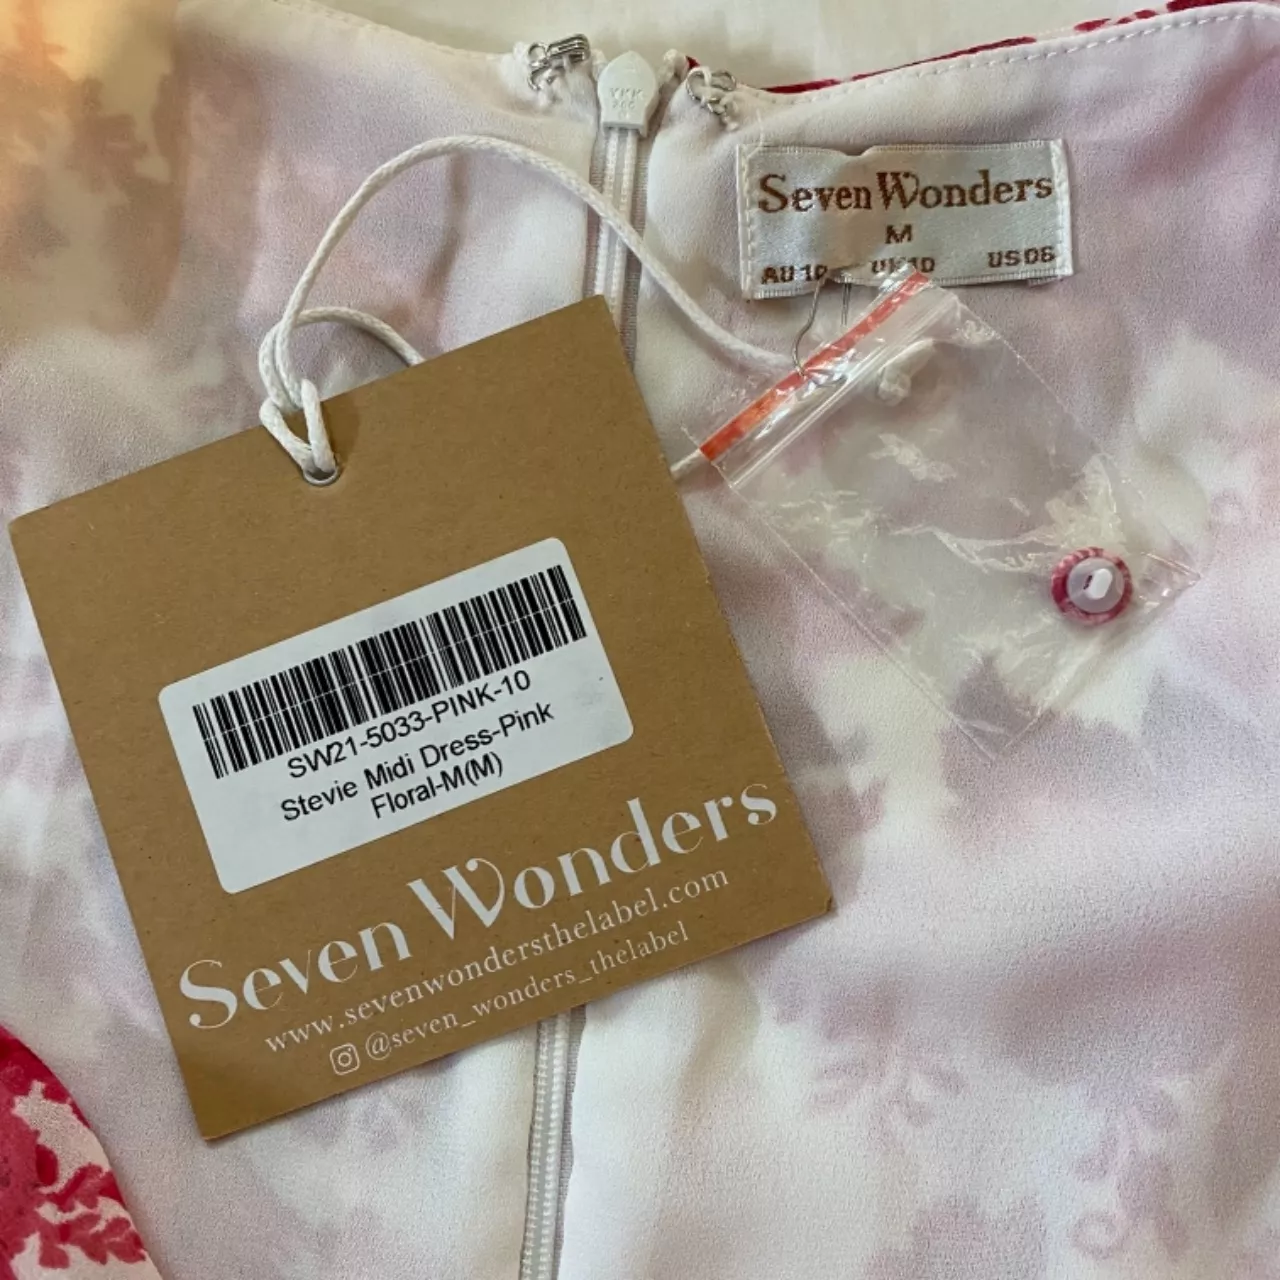 YKK
Seven Wonders
M
AU 10 UK 10 US 06
SW21-5033-PINK-10
Stevie Midi Dress-Pink
Floral-M(M)
Seven Wonders
www.sevenwondersthelabel.com
@seven_wonders_thelabel